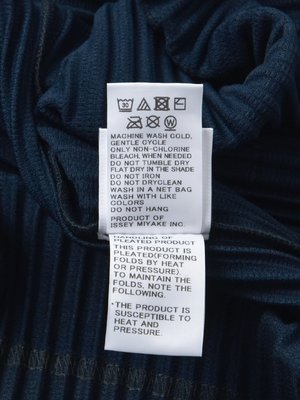 30
W
MACHINE WASH COLD,
GENTLE CYCLE
ONLY NON-CHLORINE
BLEACH, WHEN NEEDED
DO NOT TUMBLE DRY
FLAT DRY IN THE SHADE
DO NOT IRON
DO NOT DRYCLEAN
WASH IN A NET BAG
WASH WITH LIKE
COLORS
DO NOT HANG
PRODUCT OF
ISSEY MIYAKE INC.
HANDLING OF
PLEATED PRODUCT
THIS PRODUCT IS
PLEATED(FORMING
FOLDS BY HEAT
OR PRESSURE).
TO MAINTAIN THE
FOLDS, NOTE THE
FOLLOWING.
*THE PRODUCT IS
SUSCEPTIBLE TO
HEAT AND
PRESSURE.